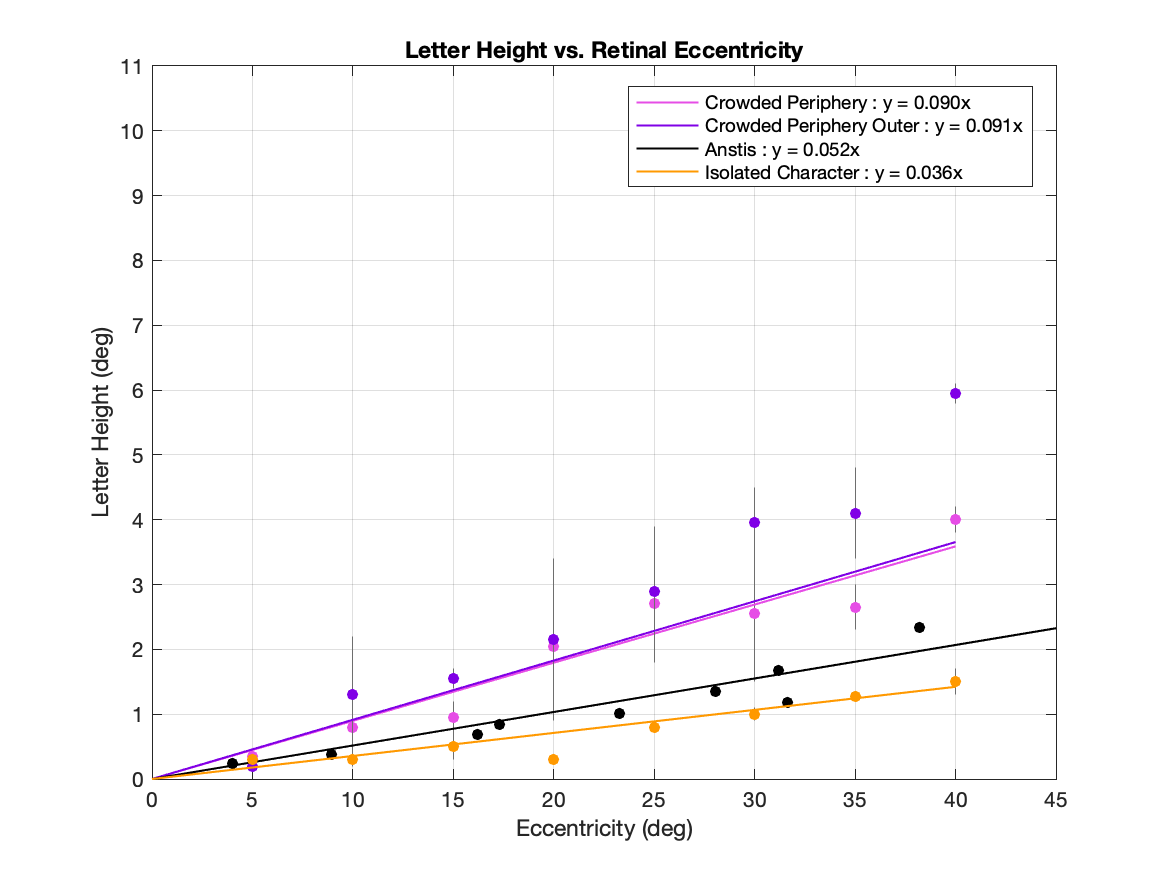 Letter Height vs. Retinal Eccentricity
11
10
9
8
7
6
5
4
3
2
1
0
Letter Height (deg)
Crowded Periphery : y = 0.090x
Crowded Periphery Outer : y = 0.091x
Anstis : y = 0.052x
Isolated Character : y = 0.036x
0 5 10 15 20 25 30 35 40 45
Eccentricity (deg)